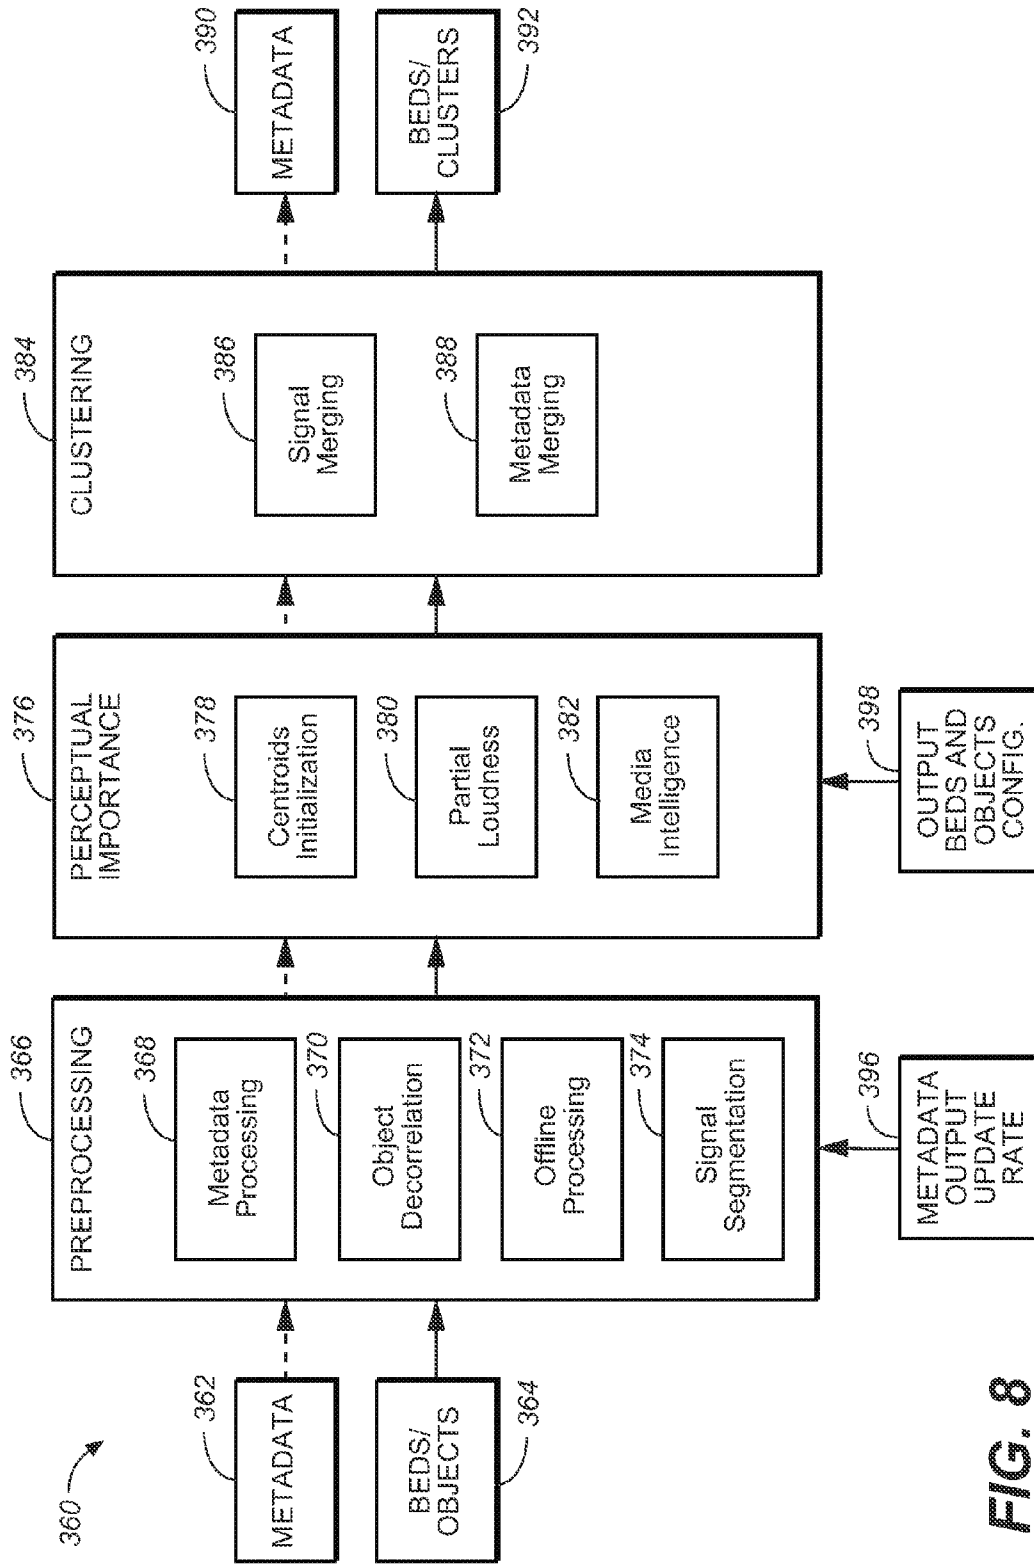 360
362
METADATA
BEDS/
OBJECTS
364
366
PREPROCESSING
368
Metadata
Processing
370
Object
Decorrelation
372
Offline
Processing
374
Signal
Segmentation
396
METADATA
OUTPUT
UPDATE
RATE
376
PERCEPTUAL
IMPORTANCE
378
Centroids
Initialization
380
Partial
Loudness
382
Media
Intelligence
398
OUTPUT
BEDS AND
OBJECTS
CONFIG.
384
CLUSTERING
386
Signal
Merging
388
Metadata
Merging
390
METADATA
BEDS/
CLUSTERS
392
FIG. 8